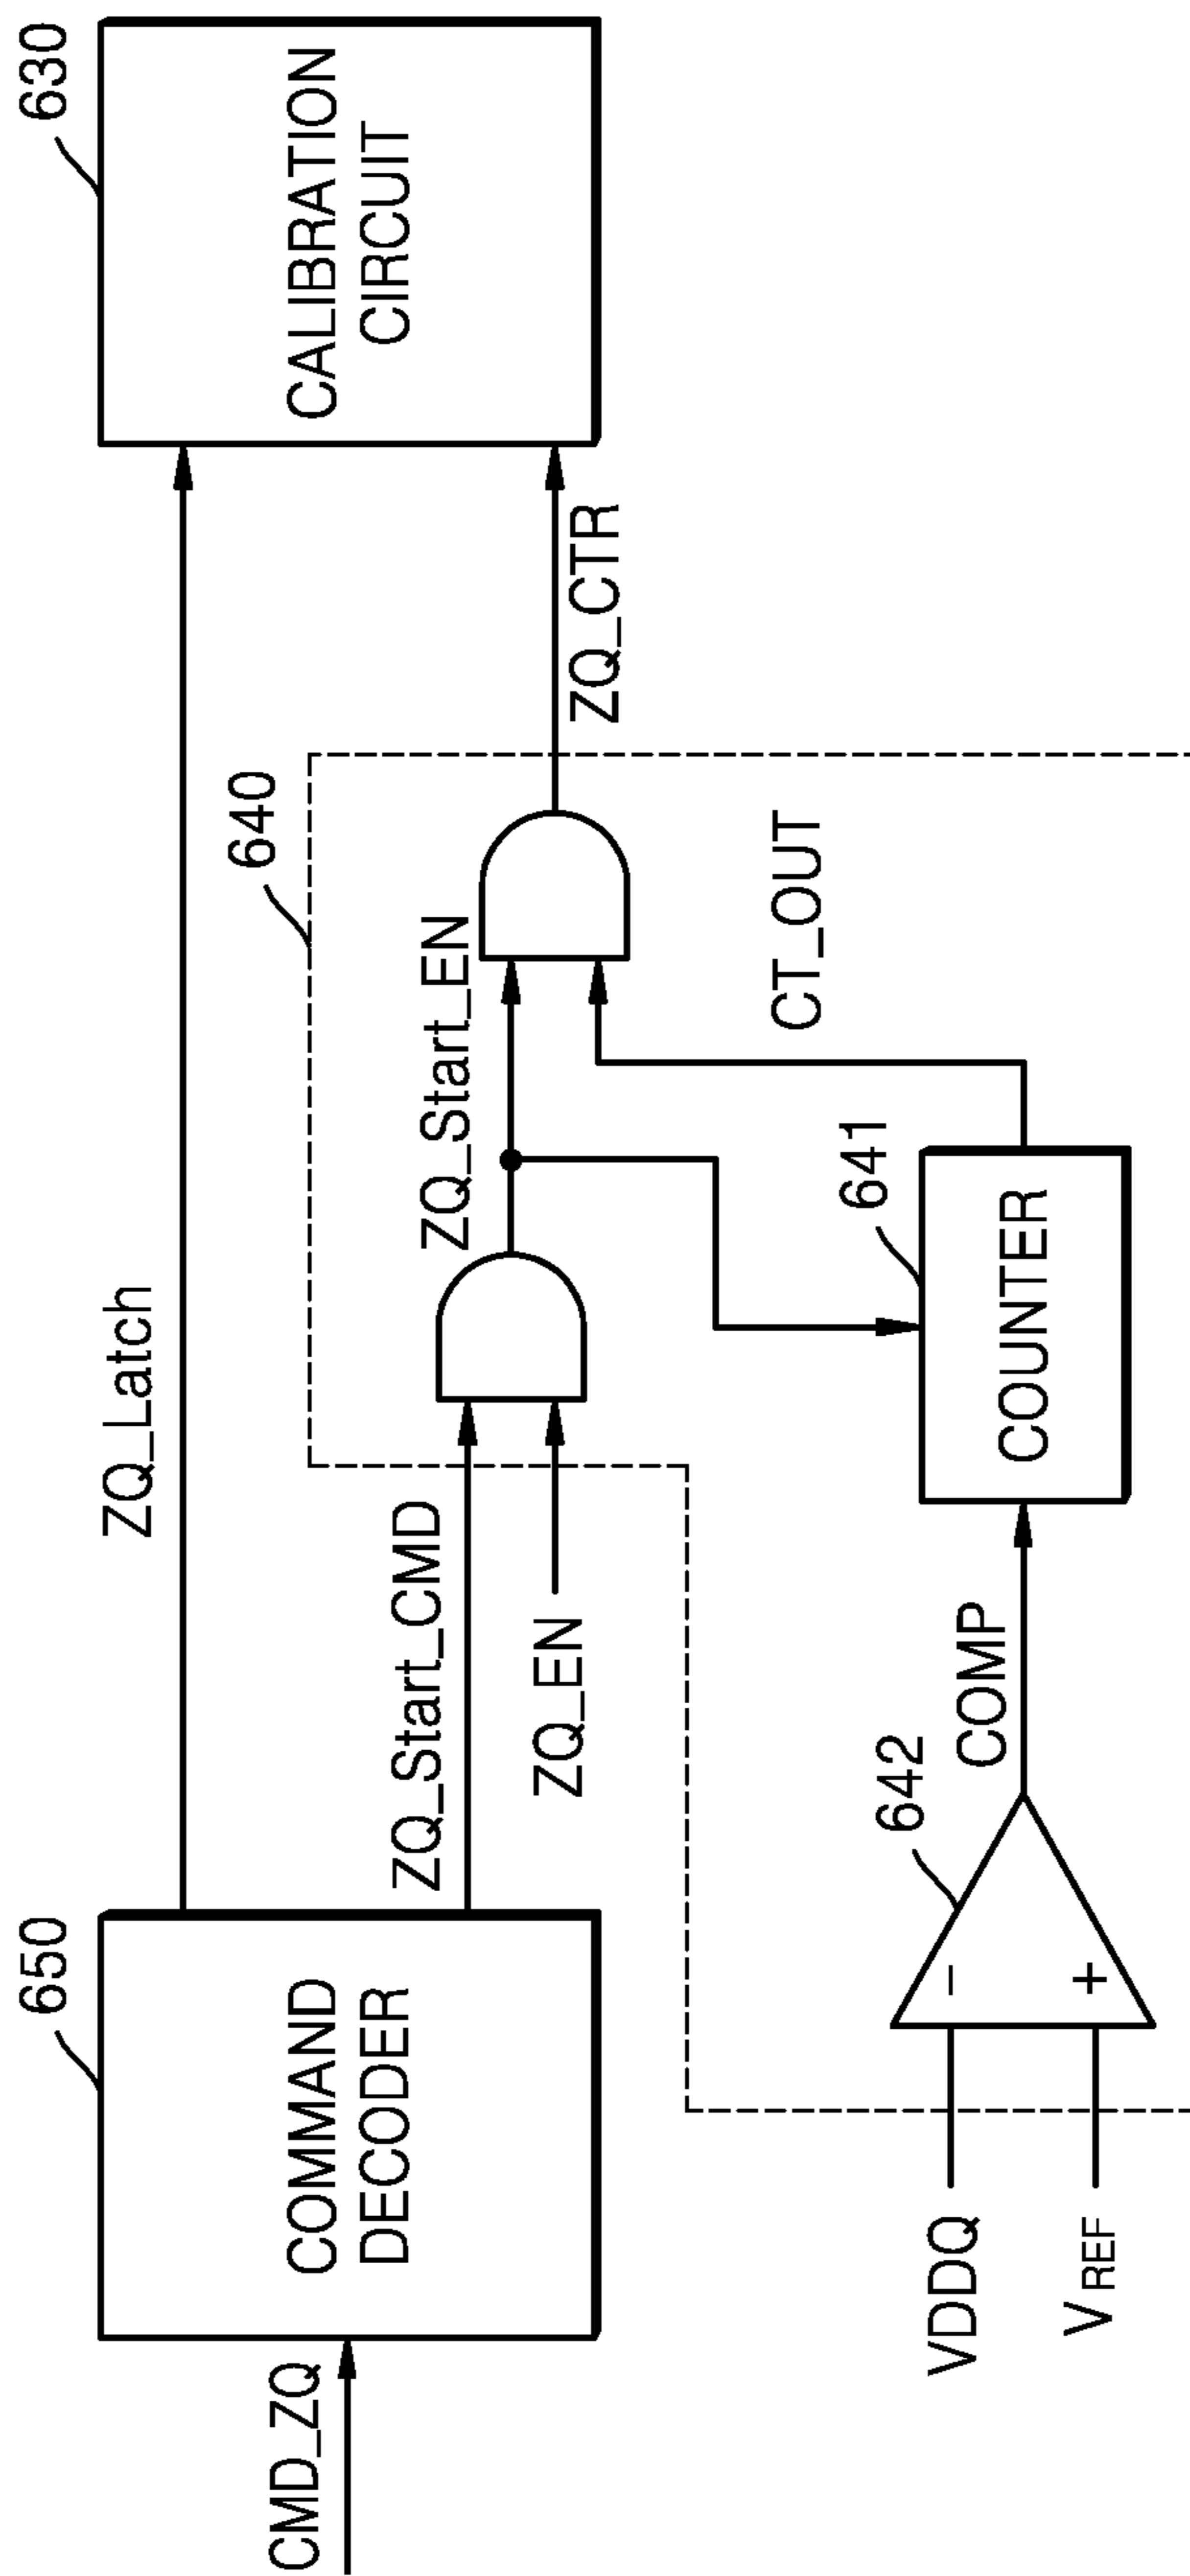 650
630
COMMAND
DECODER
CALIBRATION
CIRCUIT
CMD_ZQ
ZQ_Latch
640
ZQ_Start_CMD
ZQ_Start_EN
ZQ_EN
ZQ_CTR
CT_OUT
642
641
COMP
COUNTER
VDDQ
−
VREF
+